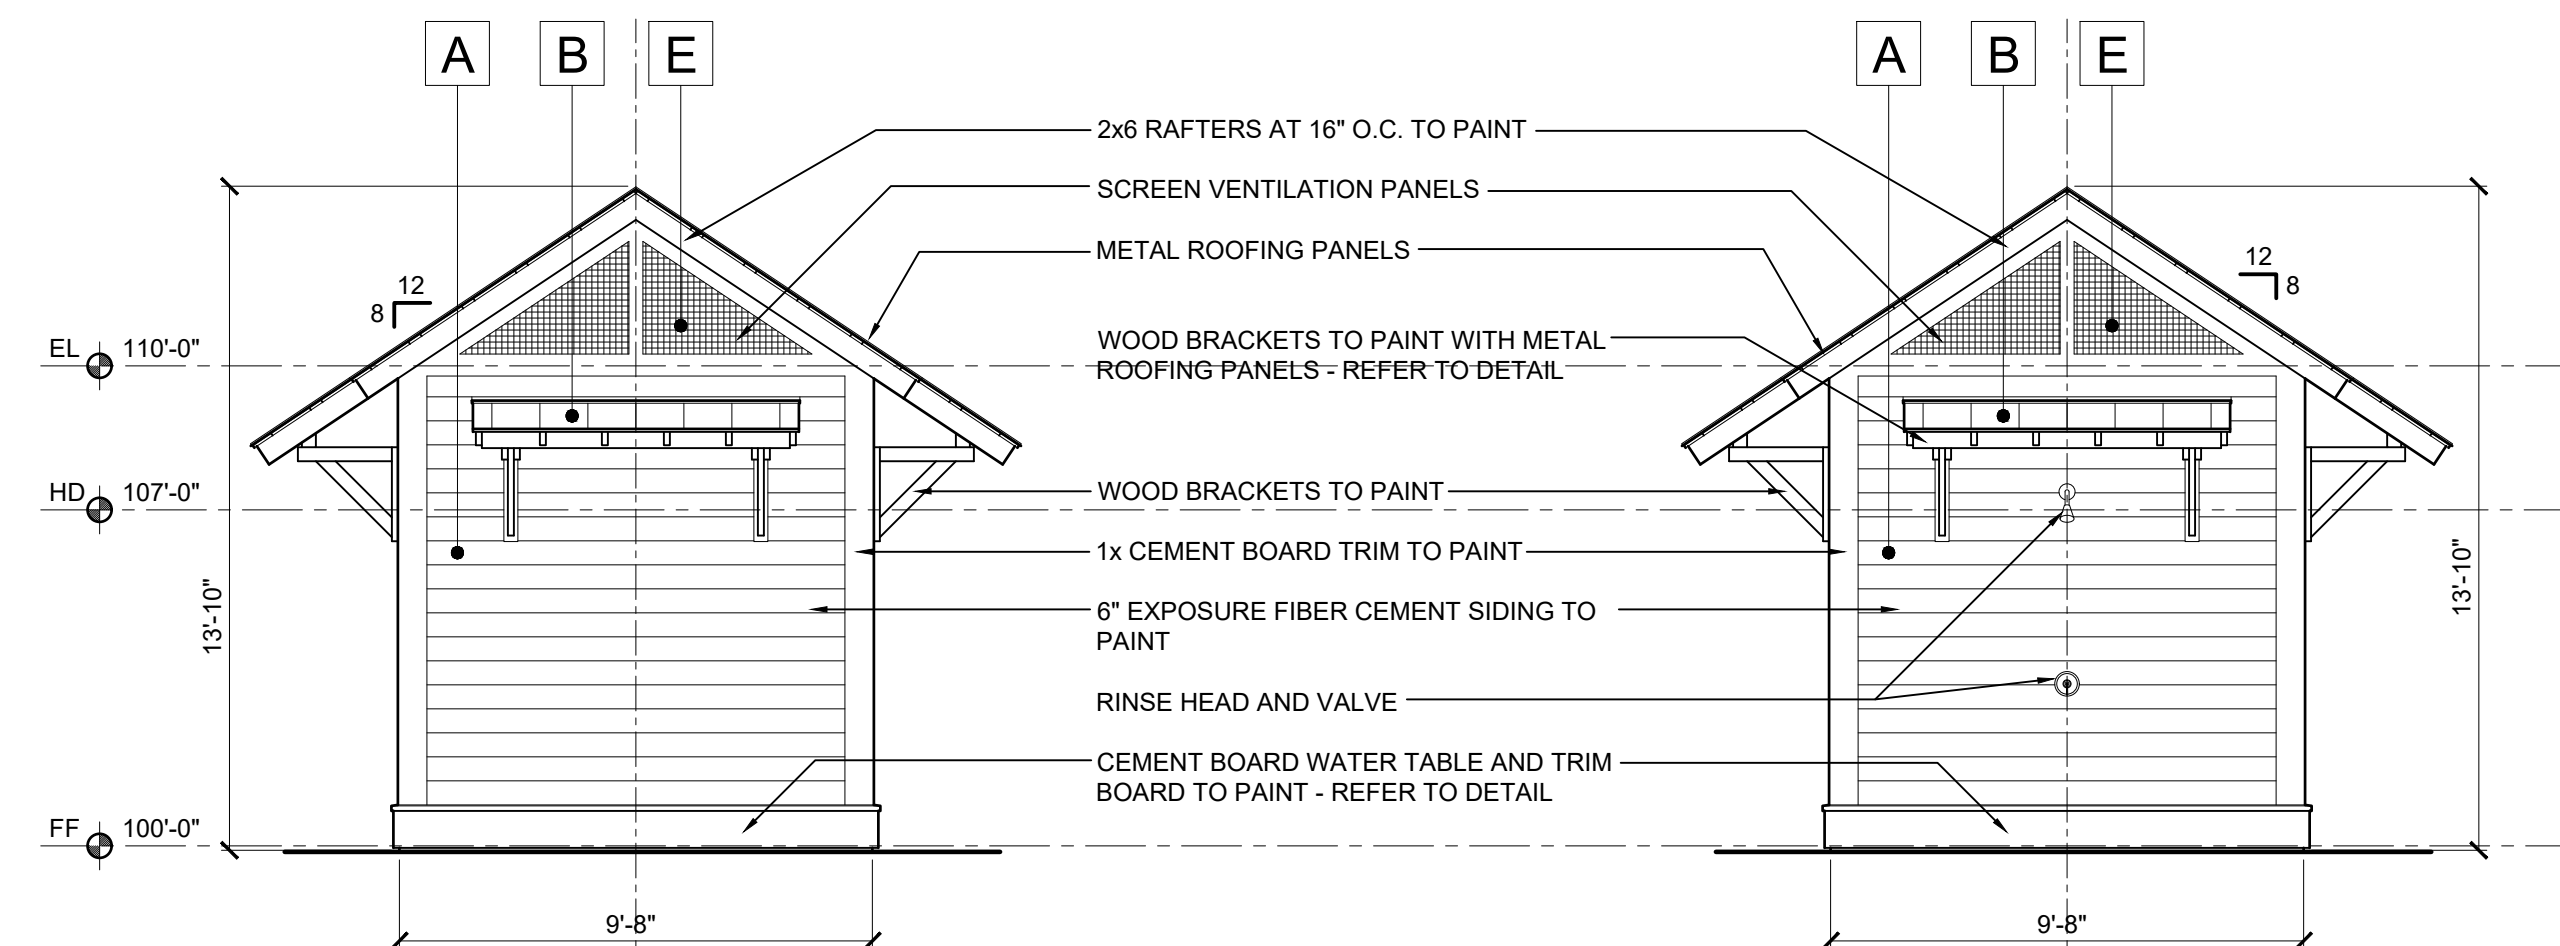 A
B
E
A
B
E
2x6 RAFTERS AT 16" O.C. TO PAINT
SCREEN VENTILATION PANELS
METAL ROOFING PANELS
12
8
12
8
WOOD BRACKETS TO PAINT WITH METAL
ROOFING PANELS - REFER TO DETAIL
EL 110'-0"
HD 107'-0"
WOOD BRACKETS TO PAINT
1x CEMENT BOARD TRIM TO PAINT
13'-10"
13'-10"
6" EXPOSURE FIBER CEMENT SIDING TO
PAINT
RINSE HEAD AND VALVE
CEMENT BOARD WATER TABLE AND TRIM
BOARD TO PAINT - REFER TO DETAIL
FF 100'-0"
9'-8"
9'-8"